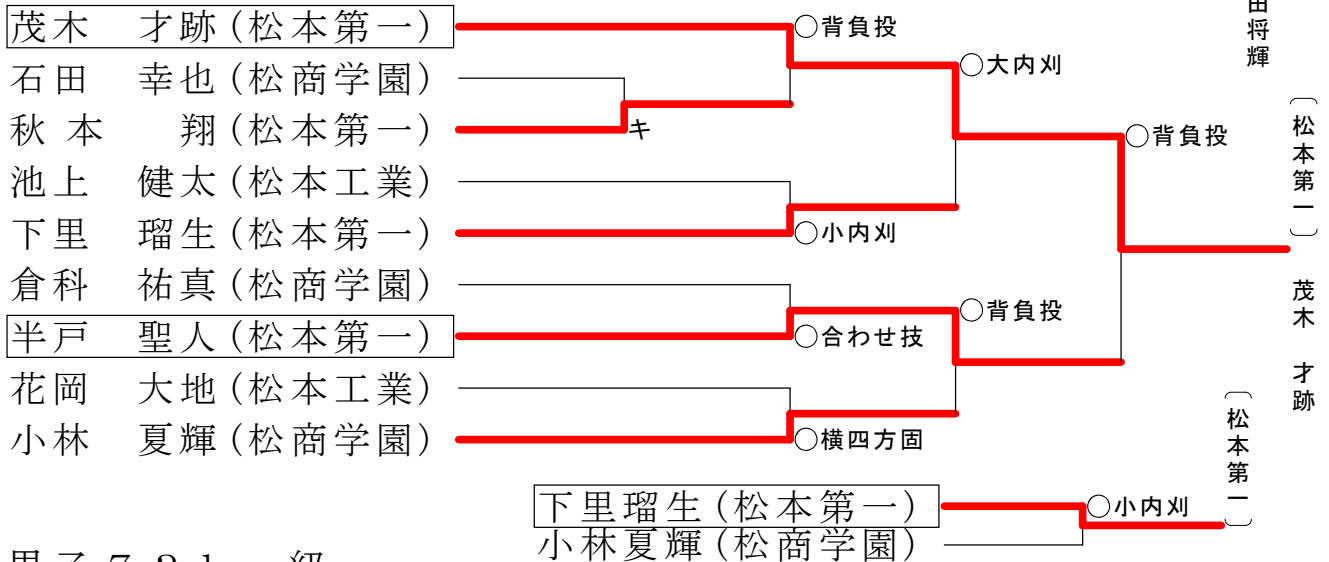 茂木　才跡(松本第一)
石田　幸也(松商学園)
秋本　翔(松本第一)
池上　健太(松本工業)
下里　瑠生(松本第一)
倉科　祐真(松商学園)
半戸　聖人(松本第一)
花岡　大地(松本工業)
小林　夏輝(松商学園)
○背負投
キ
○小内刈
○合わせ技
○横四方固
○大内刈
○背負投
○背負投
将輝
〔松本第一〕　茂木　才跡
下里瑠生(松本第一)
小林夏輝(松商学園)
○小内刈
〔松本第一〕